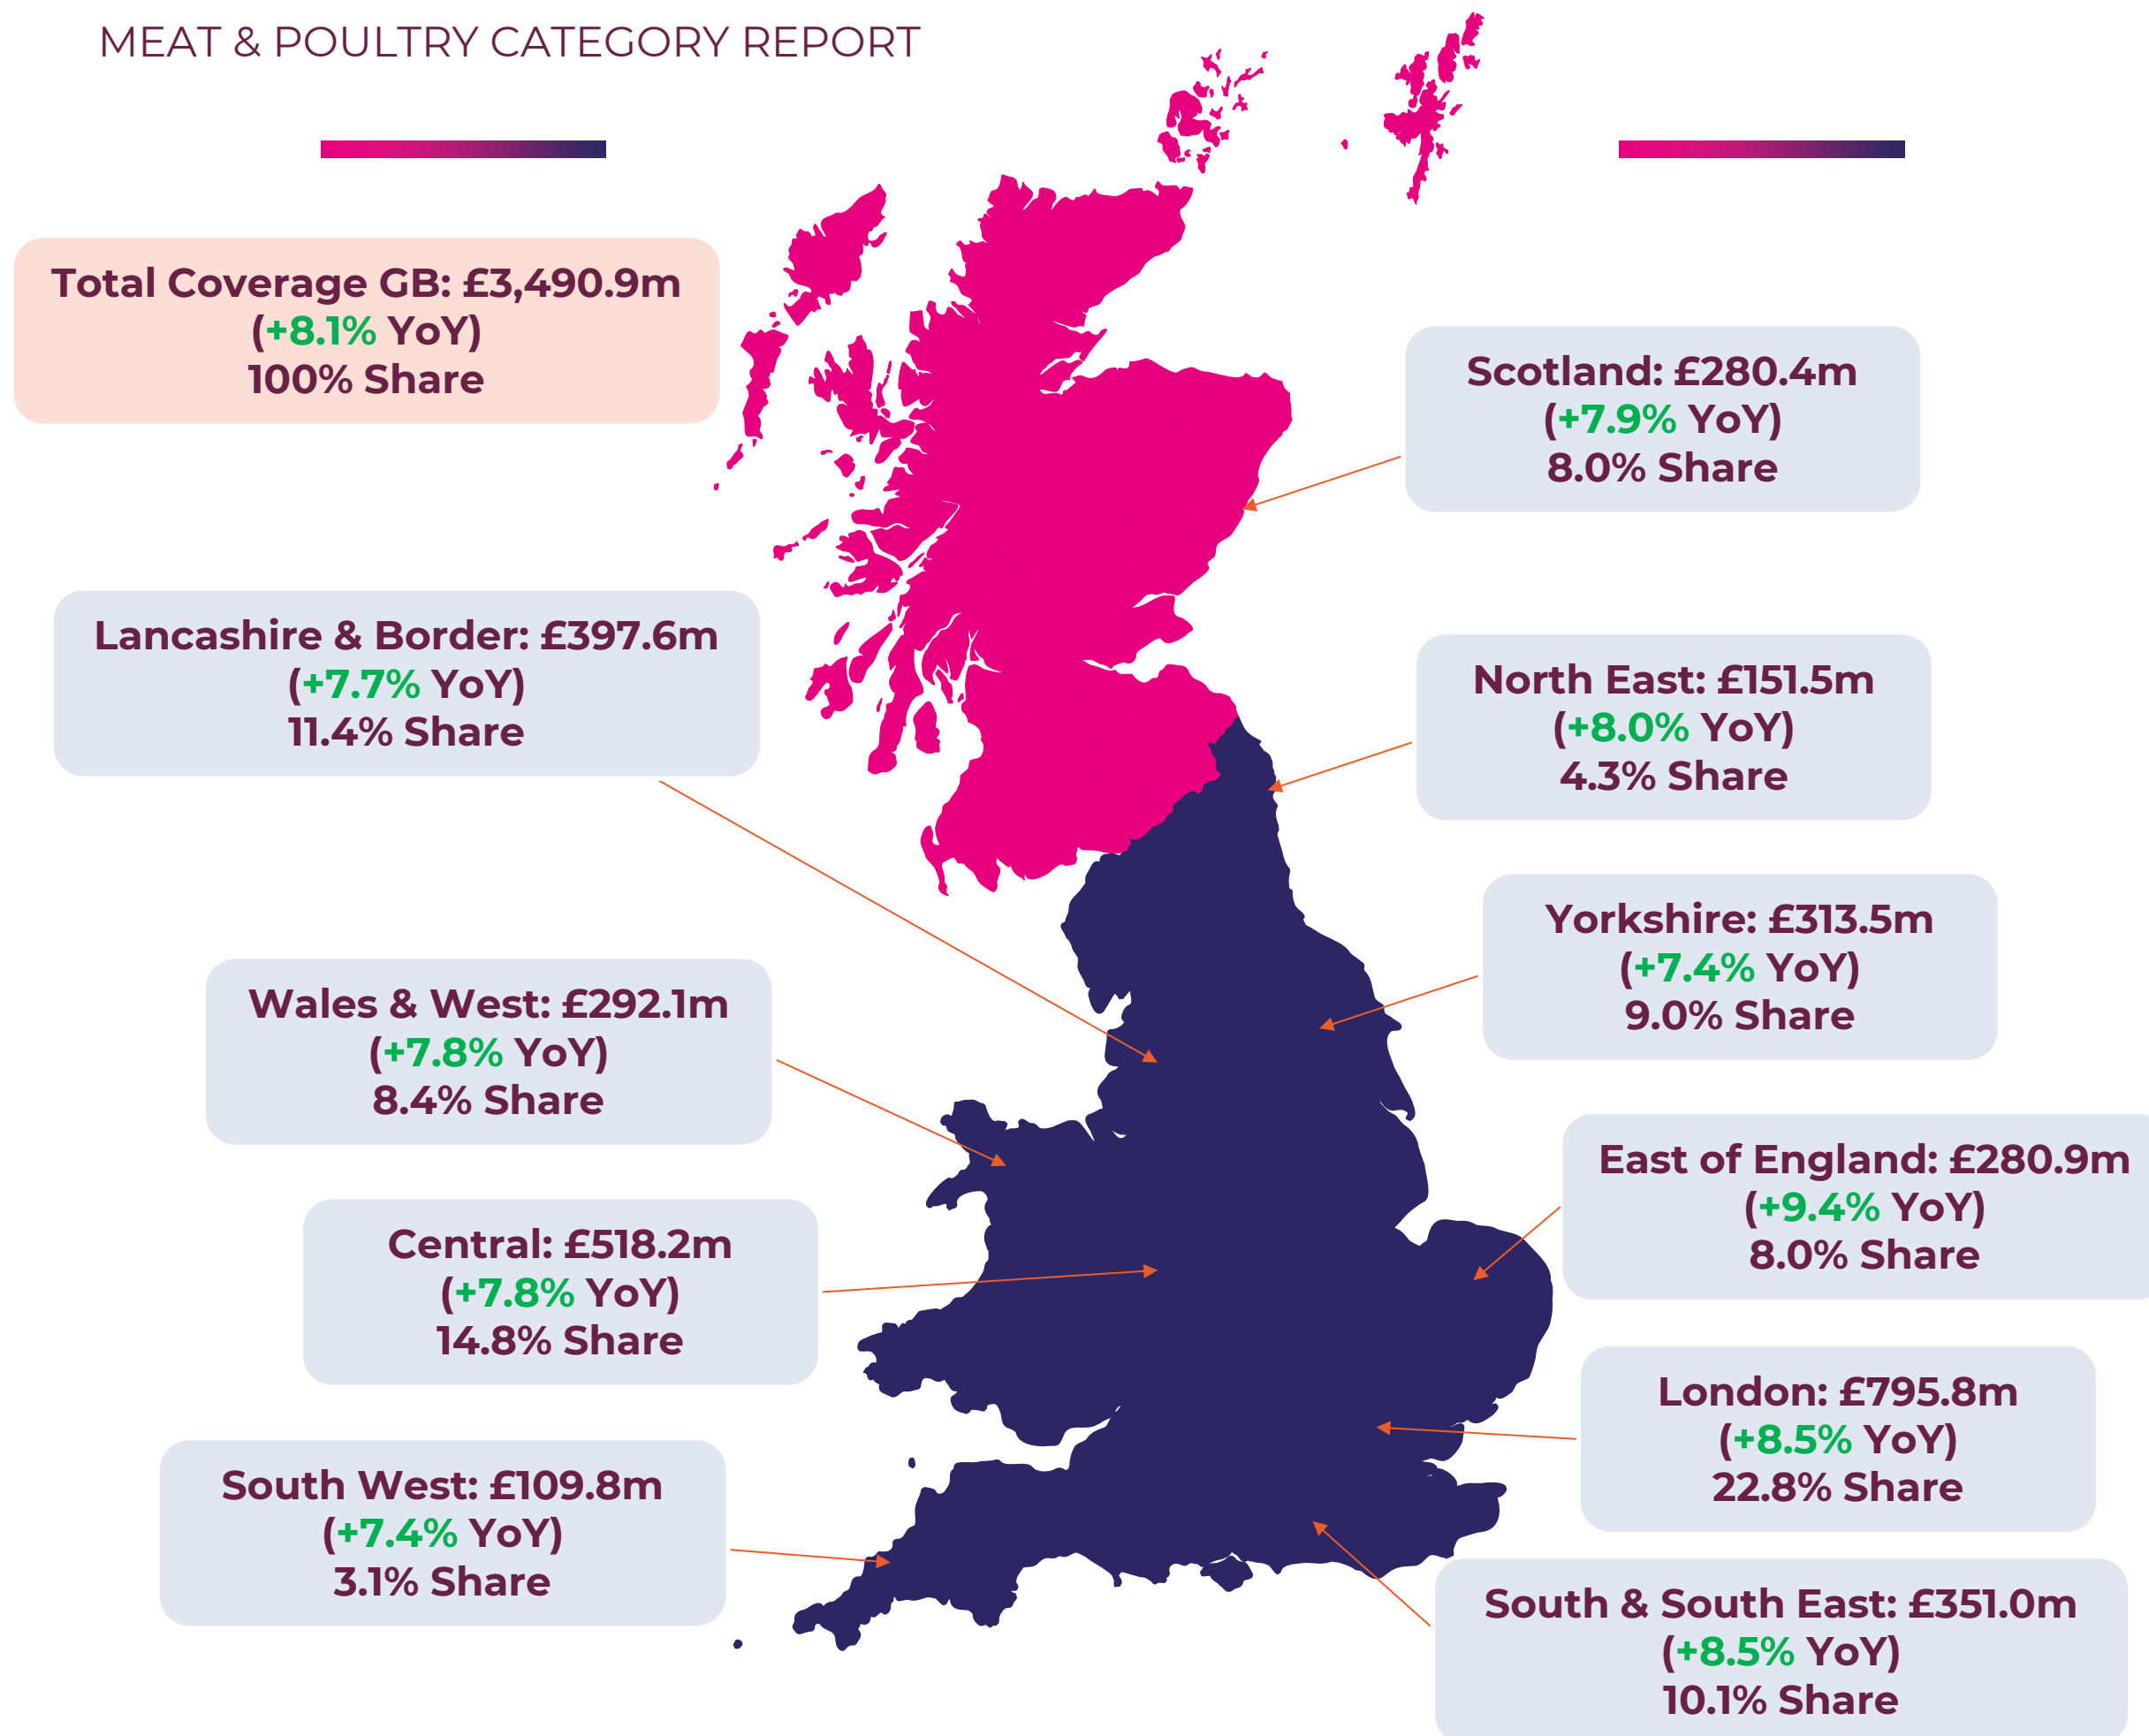 MEAT & POULTRY CATEGORY REPORT
Total Coverage GB: £3,490.9m
(+8.1% YoY)
100% Share
Scotland: £280.4m
(+7.9% YoY)
8.0% Share
Lancashire & Border: £397.6m
(+7.7% YoY)
11.4% Share
North East: £151.5m
(+8.0% YoY)
4.3% Share
Yorkshire: £313.5m
(+7.4% YoY)
9.0% Share
Wales & West: £292.1m
(+7.8% YoY)
8.4% Share
East of England: £280.9m
(+9.4% YoY)
8.0% Share
Central: £518.2m
(+7.8% YoY)
14.8% Share
London: £795.8m
(+8.5% YoY)
22.8% Share
South West: £109.8m
(+7.4% YoY)
3.1% Share
South & South East: £351.0m
(+8.5% YoY)
10.1% Share